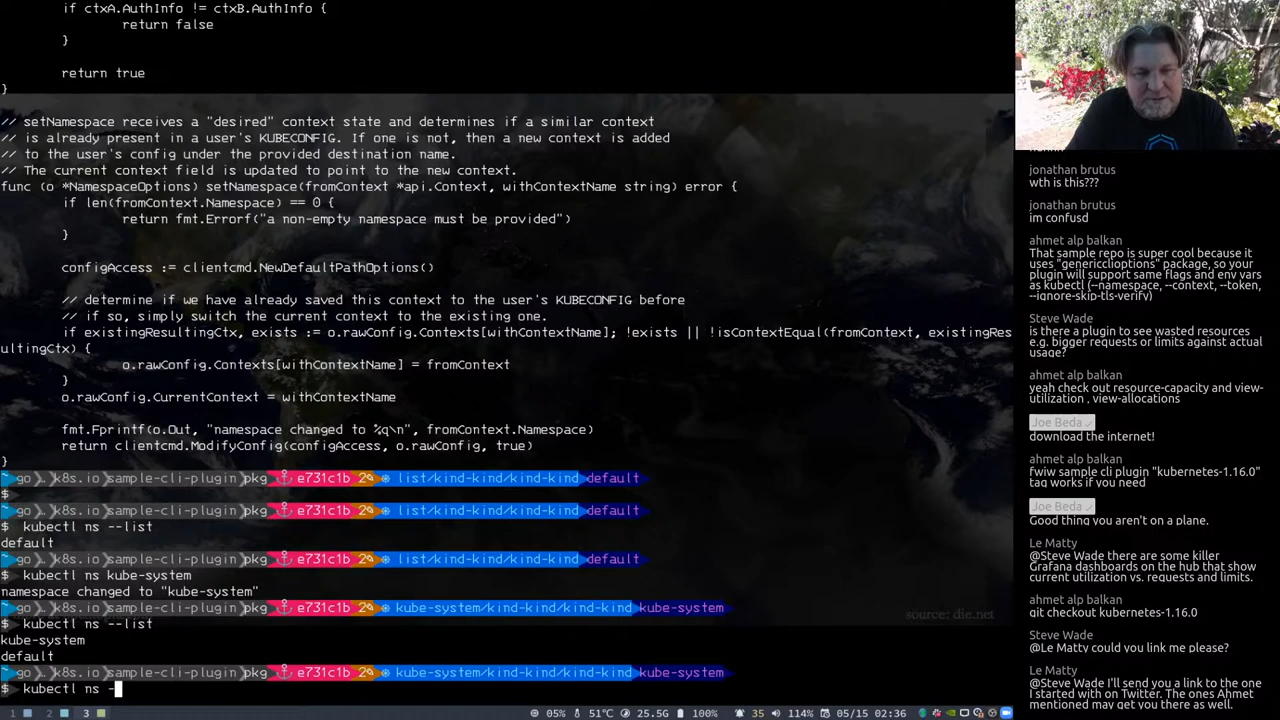 if ctxA.AuthInfo != ctxB.AuthInfo {
return false
}
return true
}
// setNamespace receives a "desired" context state and determines if a similar context
// is already present in a user's KUBECONFIG. If one is not, then a new context is added
// to the user's config under the provided destination name.
// The current context field is updated to point to the new context.
func (o *NamespaceOptions) setNamespace(fromContext *api.Context, withContextName string) error {
if len(fromContext.Namespace) == 0 {
return fmt.Errorf("a non-empty namespace must be provided")
}
configAccess := clientcmd.NewDefaultPathOptions()
// determine if we have already saved this context to the user's KUBECONFIG before
// if so, simply switch the current context to the existing one.
if existingResultingCtx, exists := o.rawConfig.Contexts[withContextName]; !exists || !isContextEqual(fromContext, existingRes
ultingCtx) {
o.rawConfig.Contexts[withContextName] = fromContext
}
o.rawConfig.CurrentContext = withContextName
fmt.Fprintf(o.Out, "namespace changed to %q\n", fromContext.Namespace)
return clientcmd.ModifyConfig(configAccess, o.rawConfig, true)
}
~ go … k8s.io sample-cli-plugin pkg e731c1b 2 list/kind-kind/kind-kind default
$
~ go … k8s.io sample-cli-plugin pkg e731c1b 2 list/kind-kind/kind-kind default
$ kubectl ns --list
default
~ go … k8s.io sample-cli-plugin pkg e731c1b 2 list/kind-kind/kind-kind default
$ kubectl ns kube-system
namespace changed to "kube-system"
~ go … k8s.io sample-cli-plugin pkg e731c1b 2 kube-system/kind-kind/kind-kind kube-system
source: die.net
$ kubectl ns --list
kube-system
default
~ go … k8s.io sample-cli-plugin pkg e731c1b 2 kube-system/kind-kind/kind-kind kube-system
$ kubectl ns -
1 2 3 05% 51°C 25.5G 100% 35 114% 05/15 02:36
jonathan brutus
wth is this???
jonathan brutus
im confusd
ahmet alp balkan
That sample repo is super cool because it
uses "genericclioptions" package, so your
plugin will support same flags and env vars
as kubectl (--namespace, --context, --token,
--ignore-skip-tls-verify)
Steve Wade
is there a plugin to see wasted resources
e.g. bigger requests or limits against actual
usage?
ahmet alp balkan
yeah check out resource-capacity and view-
utilization , view-allocations
Joe Beda ✓
download the internet!
ahmet alp balkan
fwiw sample cli plugin "kubernetes-1.16.0"
tag works if you need
Joe Beda ✓
Good thing you aren't on a plane.
Le Matty
@Steve Wade there are some killer
Grafana dashboards on the hub that show
current utilization vs. requests and limits.
ahmet alp balkan
git checkout kubernetes-1.16.0
Steve Wade
@Le Matty could you link me please?
Le Matty
@Steve Wade I'll send you a link to the one
I started with on Twitter. The ones Ahmet
mentioned may get you there as well.